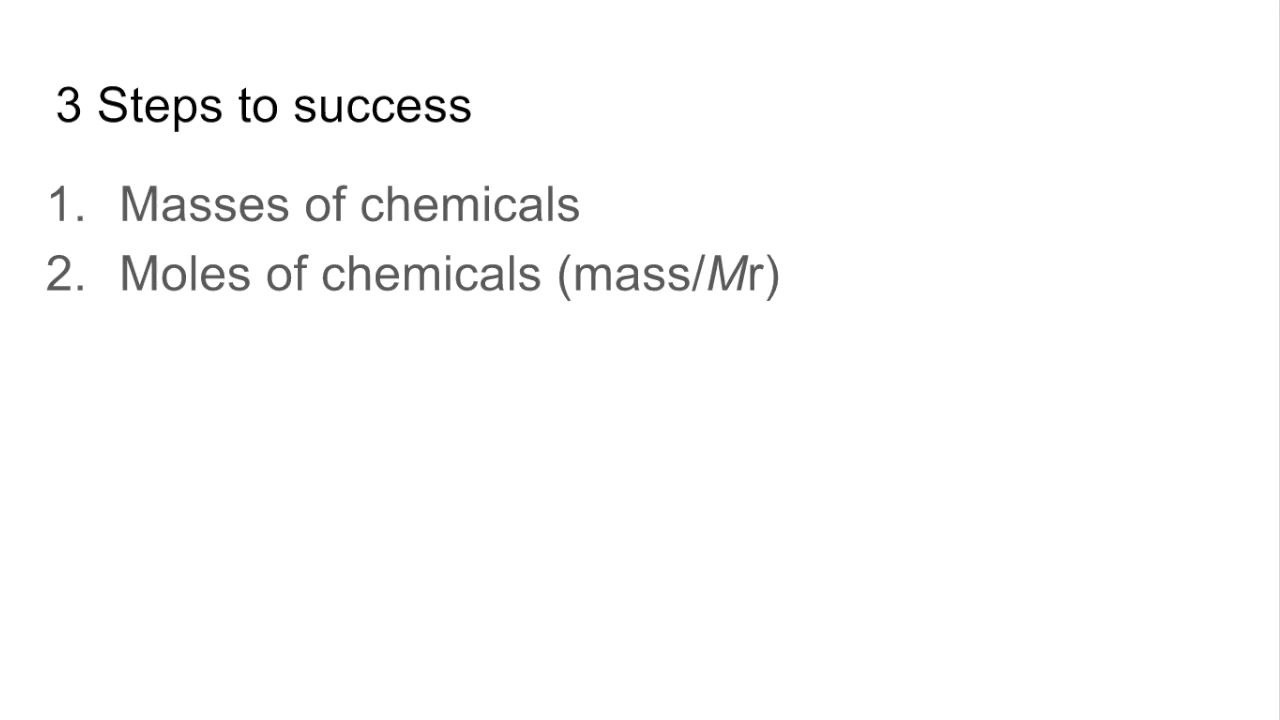 3 Steps to success
1. Masses of chemicals
2. Moles of chemicals (mass/Mr)